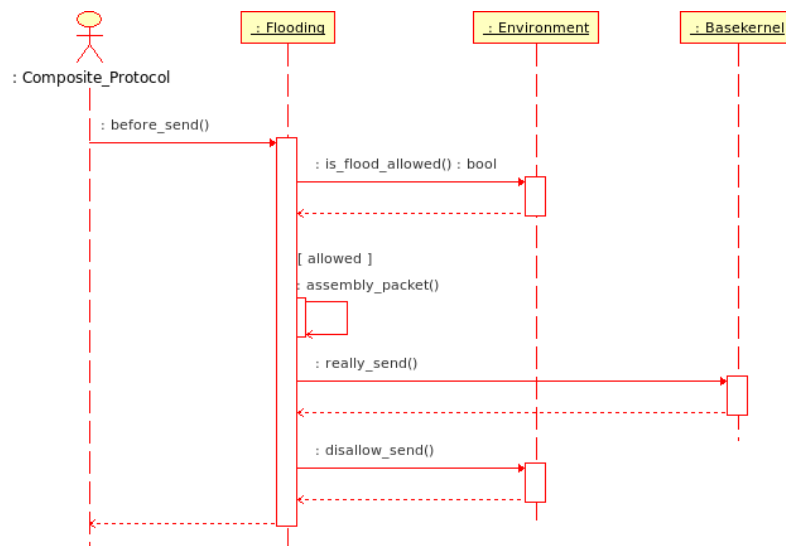 : Flooding
: Environment
: Basekernel
: Composite_Protocol
: before_send()
: is_flood_allowed() : bool
[ allowed ]
: assembly_packet()
: really_send()
: disallow_send()